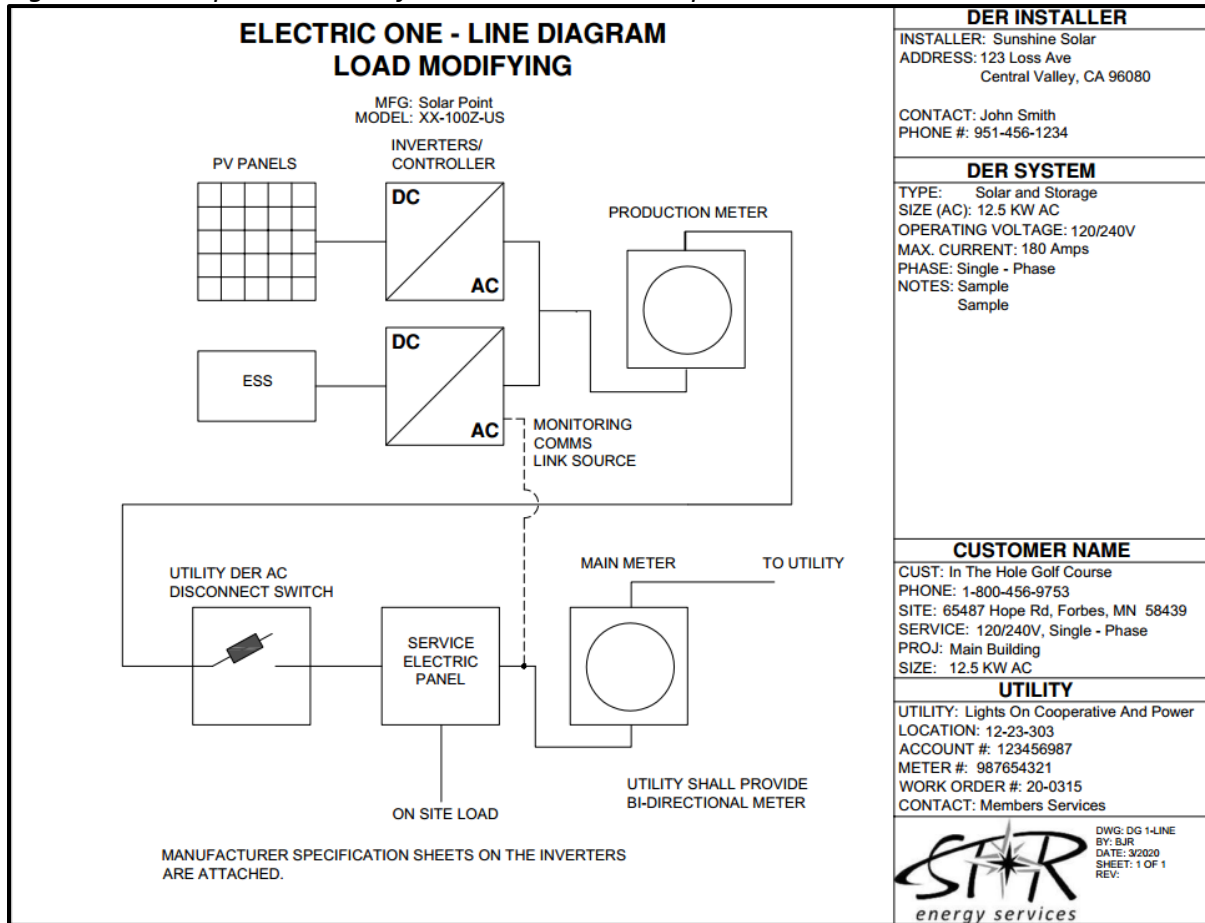 ELECTRIC ONE - LINE DIAGRAM
LOAD MODIFYING
MFG: Solar Point
MODEL: XX-100Z-US
INVERTERS/
CONTROLLER
PV PANELS
DC
AC
PRODUCTION METER
ESS
DC
AC
MONITORING
COMMS
LINK SOURCE
UTILITY DER AC
DISCONNECT SWITCH
SERVICE
ELECTRIC
PANEL
MAIN METER
TO UTILITY
ON SITE LOAD
UTILITY SHALL PROVIDE
BI-DIRECTIONAL METER
MANUFACTURER SPECIFICATION SHEETS ON THE INVERTERS
ARE ATTACHED.
DER INSTALLER
INSTALLER: Sunshine Solar
ADDRESS: 123 Loss Ave
Central Valley, CA 96080
CONTACT: John Smith
PHONE #: 951-456-1234
DER SYSTEM
TYPE: Solar and Storage
SIZE (AC): 12.5 KW AC
OPERATING VOLTAGE: 120/240V
MAX. CURRENT: 180 Amps
PHASE: Single - Phase
NOTES: Sample
Sample
CUSTOMER NAME
CUST: In The Hole Golf Course
PHONE: 1-800-456-9753
SITE: 65487 Hope Rd, Forbes, MN 58439
SERVICE: 120/240V, Single - Phase
PROJ: Main Building
SIZE: 12.5 KW AC
UTILITY
UTILITY: Lights On Cooperative And Power
LOCATION: 12-23-303
ACCOUNT #: 123456987
METER #: 987654321
WORK ORDER #: 20-0315
CONTACT: Members Services
STAR
energy services
DWG: DG 1-LINE
BY: BJR
DATE: 3/2020
SHEET: 1 OF 1
REV: